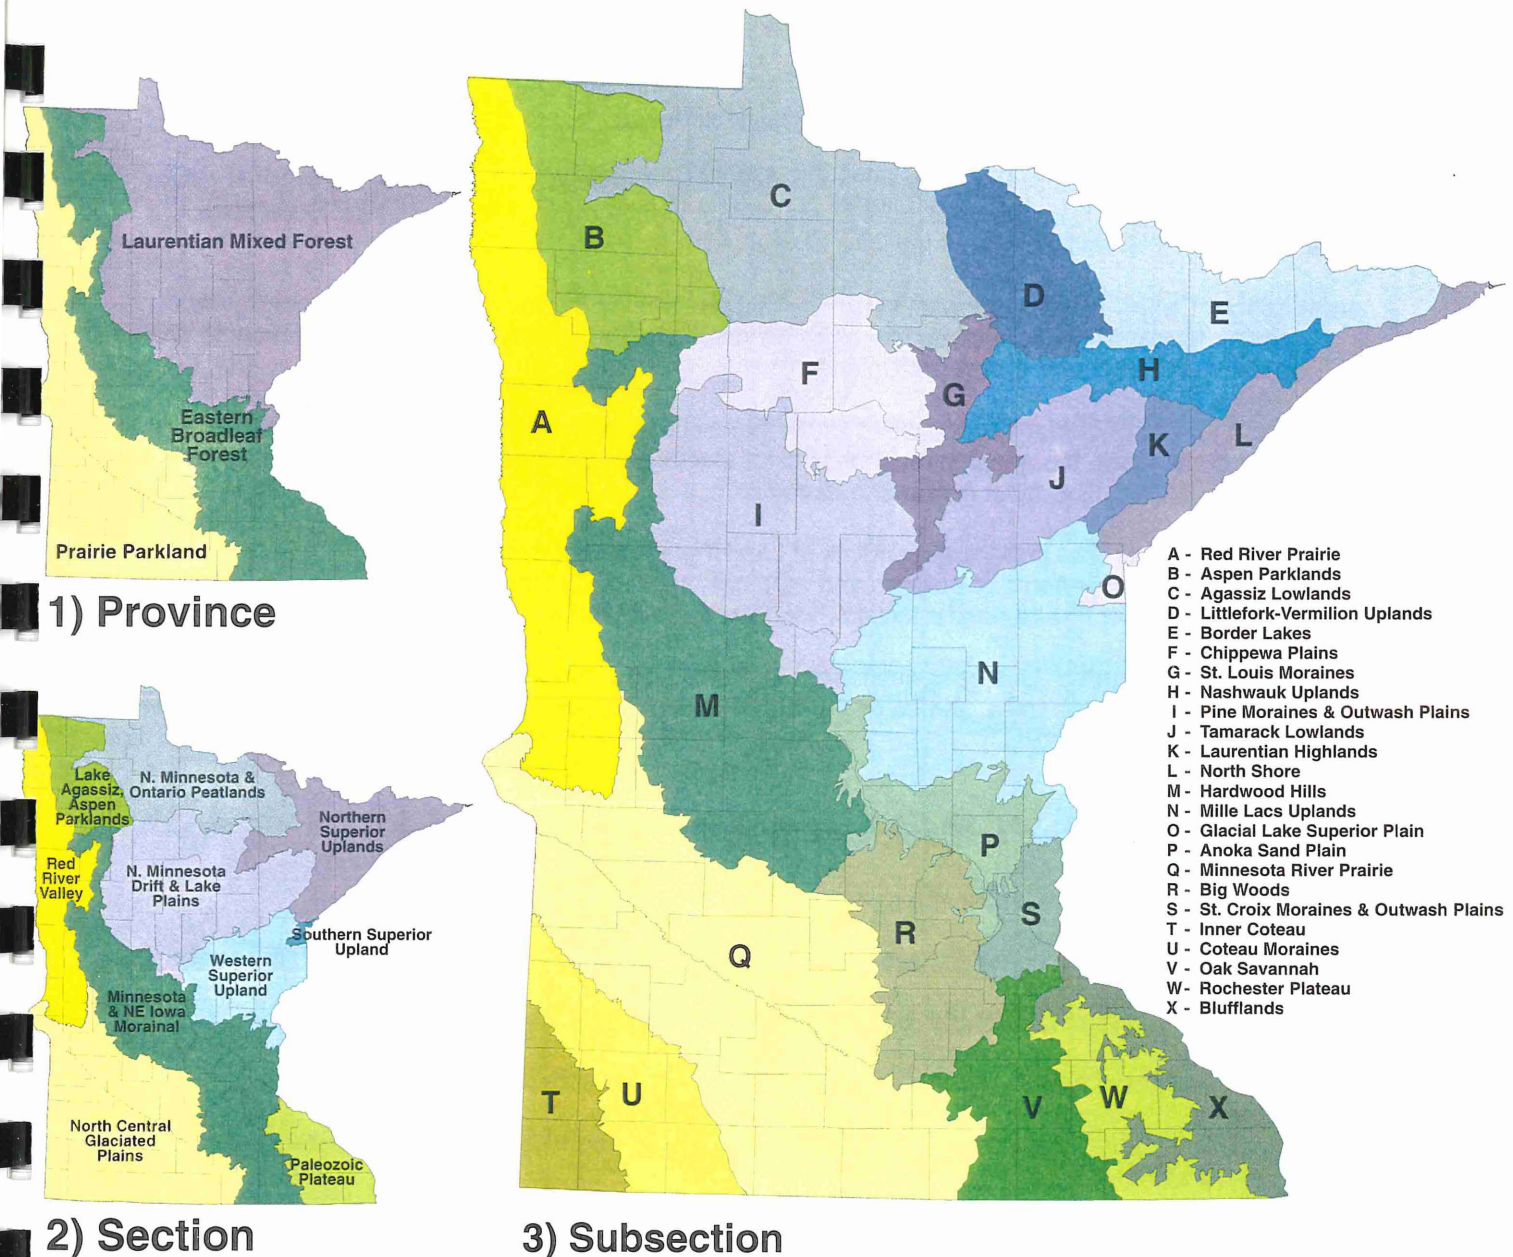 Laurentian Mixed Forest
Eastern
Broadleaf
Forest
Prairie Parkland
1) Province
Lake
Agassiz,
Aspen
Parklands
N. Minnesota &
Ontario Peatlands
Northern
Superior
Uplands
Red
River
Valley
N. Minnesota
Drift & Lake
Plains
Southern Superior
Upland
Western
Superior
Upland
Minnesota
& NE Iowa
Morainal
North Central
Glaciated
Plains
Paleozoic
Plateau
2) Section
A
B
C
D
E
F
G
H
I
J
K
L
M
N
O
P
Q
R
S
T
U
V
W
X
A - Red River Prairie
B - Aspen Parklands
C - Agassiz Lowlands
D - Littlefork-Vermilion Uplands
E - Border Lakes
F - Chippewa Plains
G - St. Louis Moraines
H - Nashwauk Uplands
I - Pine Moraines & Outwash Plains
J - Tamarack Lowlands
K - Laurentian Highlands
L - North Shore
M - Hardwood Hills
N - Mille Lacs Uplands
O - Glacial Lake Superior Plain
P - Anoka Sand Plain
Q - Minnesota River Prairie
R - Big Woods
S - St. Croix Moraines & Outwash Plains
T - Inner Coteau
U - Coteau Moraines
V - Oak Savannah
W - Rochester Plateau
X - Blufflands
3) Subsection